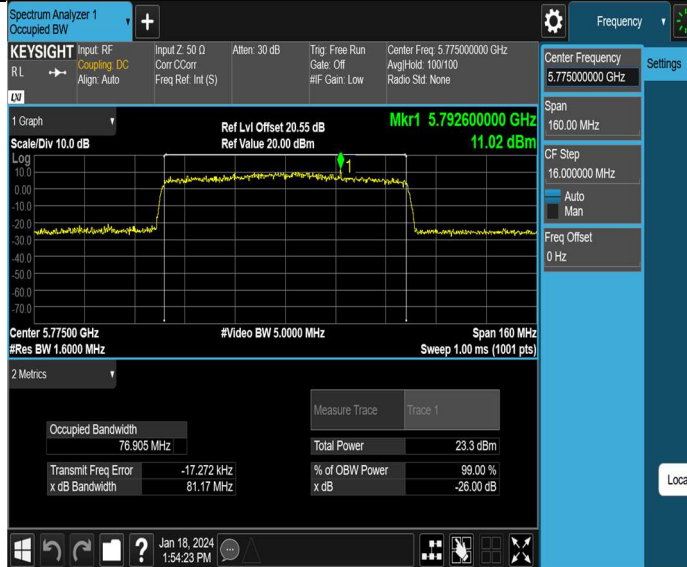 Spectrum Analyzer 1
Occupied BW
Frequency
KEYSIGHT
R L
LXI
Input: RF
Coupling: DC
Align: Auto
Input Z: 50 Ω
Corr CCorr
Freq Ref: Int (S)
Atten: 30 dB
Trig: Free Run
Gate: Off
#IF Gain: Low
Center Freq: 5.775000000 GHz
Avg|Hold: 100/100
Radio Std: None
Center Frequency
5.775000000 GHz
Settings
Span
160.00 MHz
CF Step
16.000000 MHz
Auto
Man
Freq Offset
0 Hz
1 Graph
Scale/Div 10.0 dB
Ref Lvl Offset 20.55 dB
Ref Value 20.00 dBm
Mkr1 5.792600000 GHz
11.02 dBm
Log
10.0
0.00
-10.0
-20.0
-30.0
-40.0
-50.0
-60.0
-70.0
1
Center 5.77500 GHz
#Video BW 5.0000 MHz
Span 160 MHz
#Res BW 1.6000 MHz
Sweep 1.00 ms (1001 pts)
2 Metrics
Measure Trace
Trace 1
Occupied Bandwidth
76.905 MHz
Total Power
23.3 dBm
Transmit Freq Error
-17.272 kHz
% of OBW Power
99.00 %
x dB Bandwidth
81.17 MHz
x dB
-26.00 dB
Loca
Jan 18, 2024
1:54:23 PM